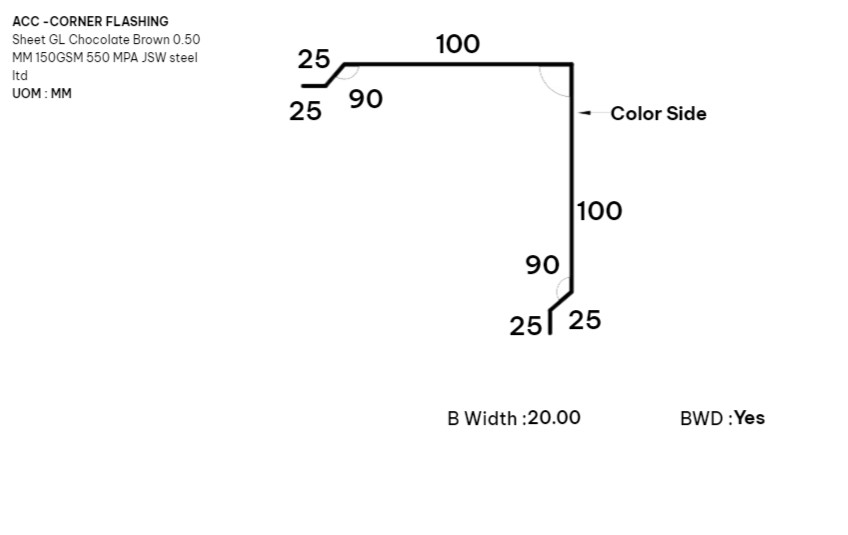 ACC -CORNER FLASHING
Sheet GL Chocolate Brown 0.50
MM 150GSM 550 MPA JSW steel
ltd
UOM : MM
100
25
90
25
Color Side
100
90
25
25
B Width :20.00
BWD :Yes